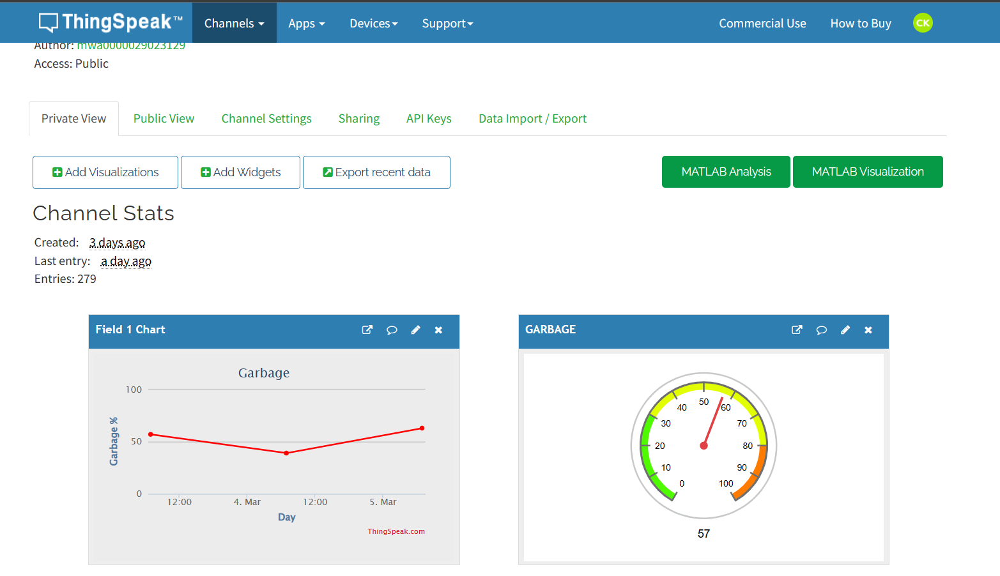 ThingSpeak™ Channels Apps Devices Support Commercial Use How to Buy CK
Author: mwa0000029023129
Access: Public
Private View Public View Channel Settings Sharing API Keys Data Import / Export
Add Visualizations Add Widgets Export recent data MATLAB Analysis MATLAB Visualization
Channel Stats
Created: 3 days ago
Last entry: a day ago
Entries: 279
Field 1 Chart
Garbage
Garbage %
100
50
0
12:00 4. Mar 12:00 5. Mar
Day
ThingSpeak.com
GARBAGE
0
10
20
30
40
50
60
70
80
90
100
57